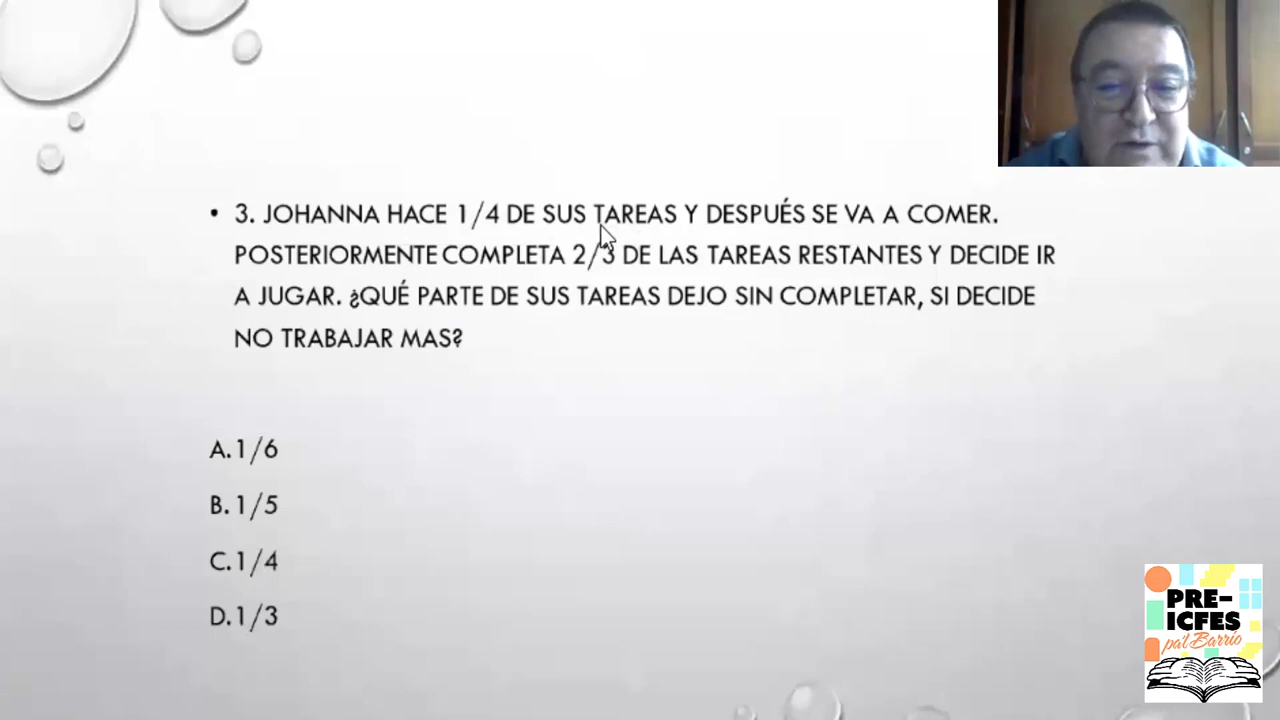 • 3. JOHANNA HACE 1/4 DE SUS TAREAS Y DESPUÉS SE VA A COMER.
POSTERIORMENTE COMPLETA 2/3 DE LAS TAREAS RESTANTES Y DECIDE IR
A JUGAR. ¿QUÉ PARTE DE SUS TAREAS DEJO SIN COMPLETAR, SI DECIDE
NO TRABAJAR MAS?
A. 1/6
B. 1/5
C. 1/4
D. 1/3
PRE-
ICFES
pa'l Barrio